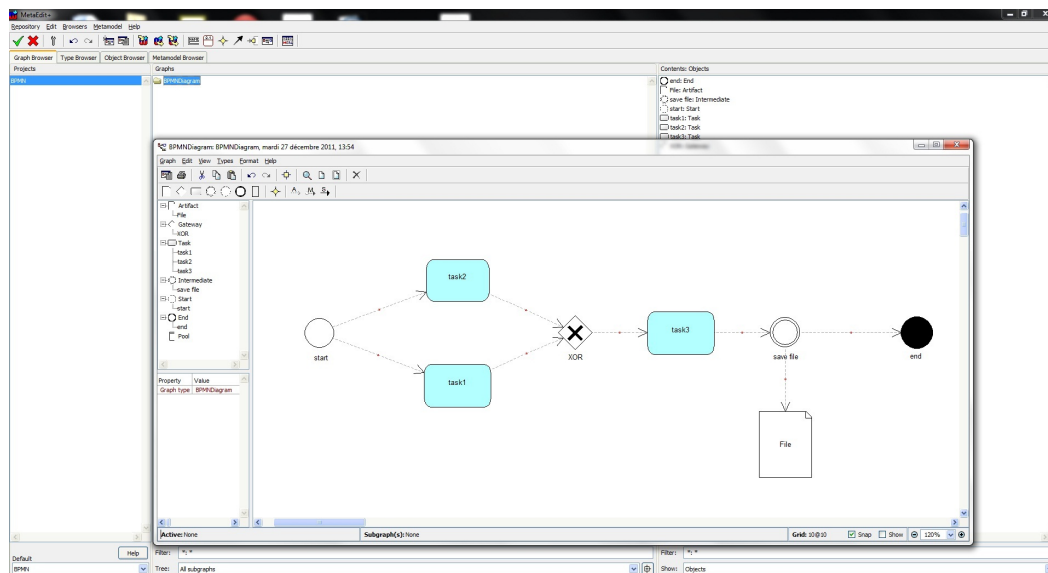 MetaEdit+
Repository Edit Browsers Metamodel Help
Graph Browser Type Browser Object Browser Metamodel Browser
Projects Graphs Contents: Objects
BPMN BPMNDiagram end: End
File: Artifact
save file: Intermediate
start: Start
task1: Task
task2: Task
task3: Task
BPMNDiagram: BPMNDiagram, mardi 27 décembre 2011, 13:54
Graph Edit View Types Format Help
Artifact
File
Gateway
XOR
Task
task1
task2
task3
Intermediate
save file
Start
start
End
end
Pool
Property Value
Graph type BPMNDiagram
task2
start
XOR
task3
save file
end
task1
File
Active: None Subgraph(s): None Grid: 10@10 Snap Show 120%
Default Help Filter: *: * Filter: *: *
BPMN Tree: All subgraphs Show: Objects